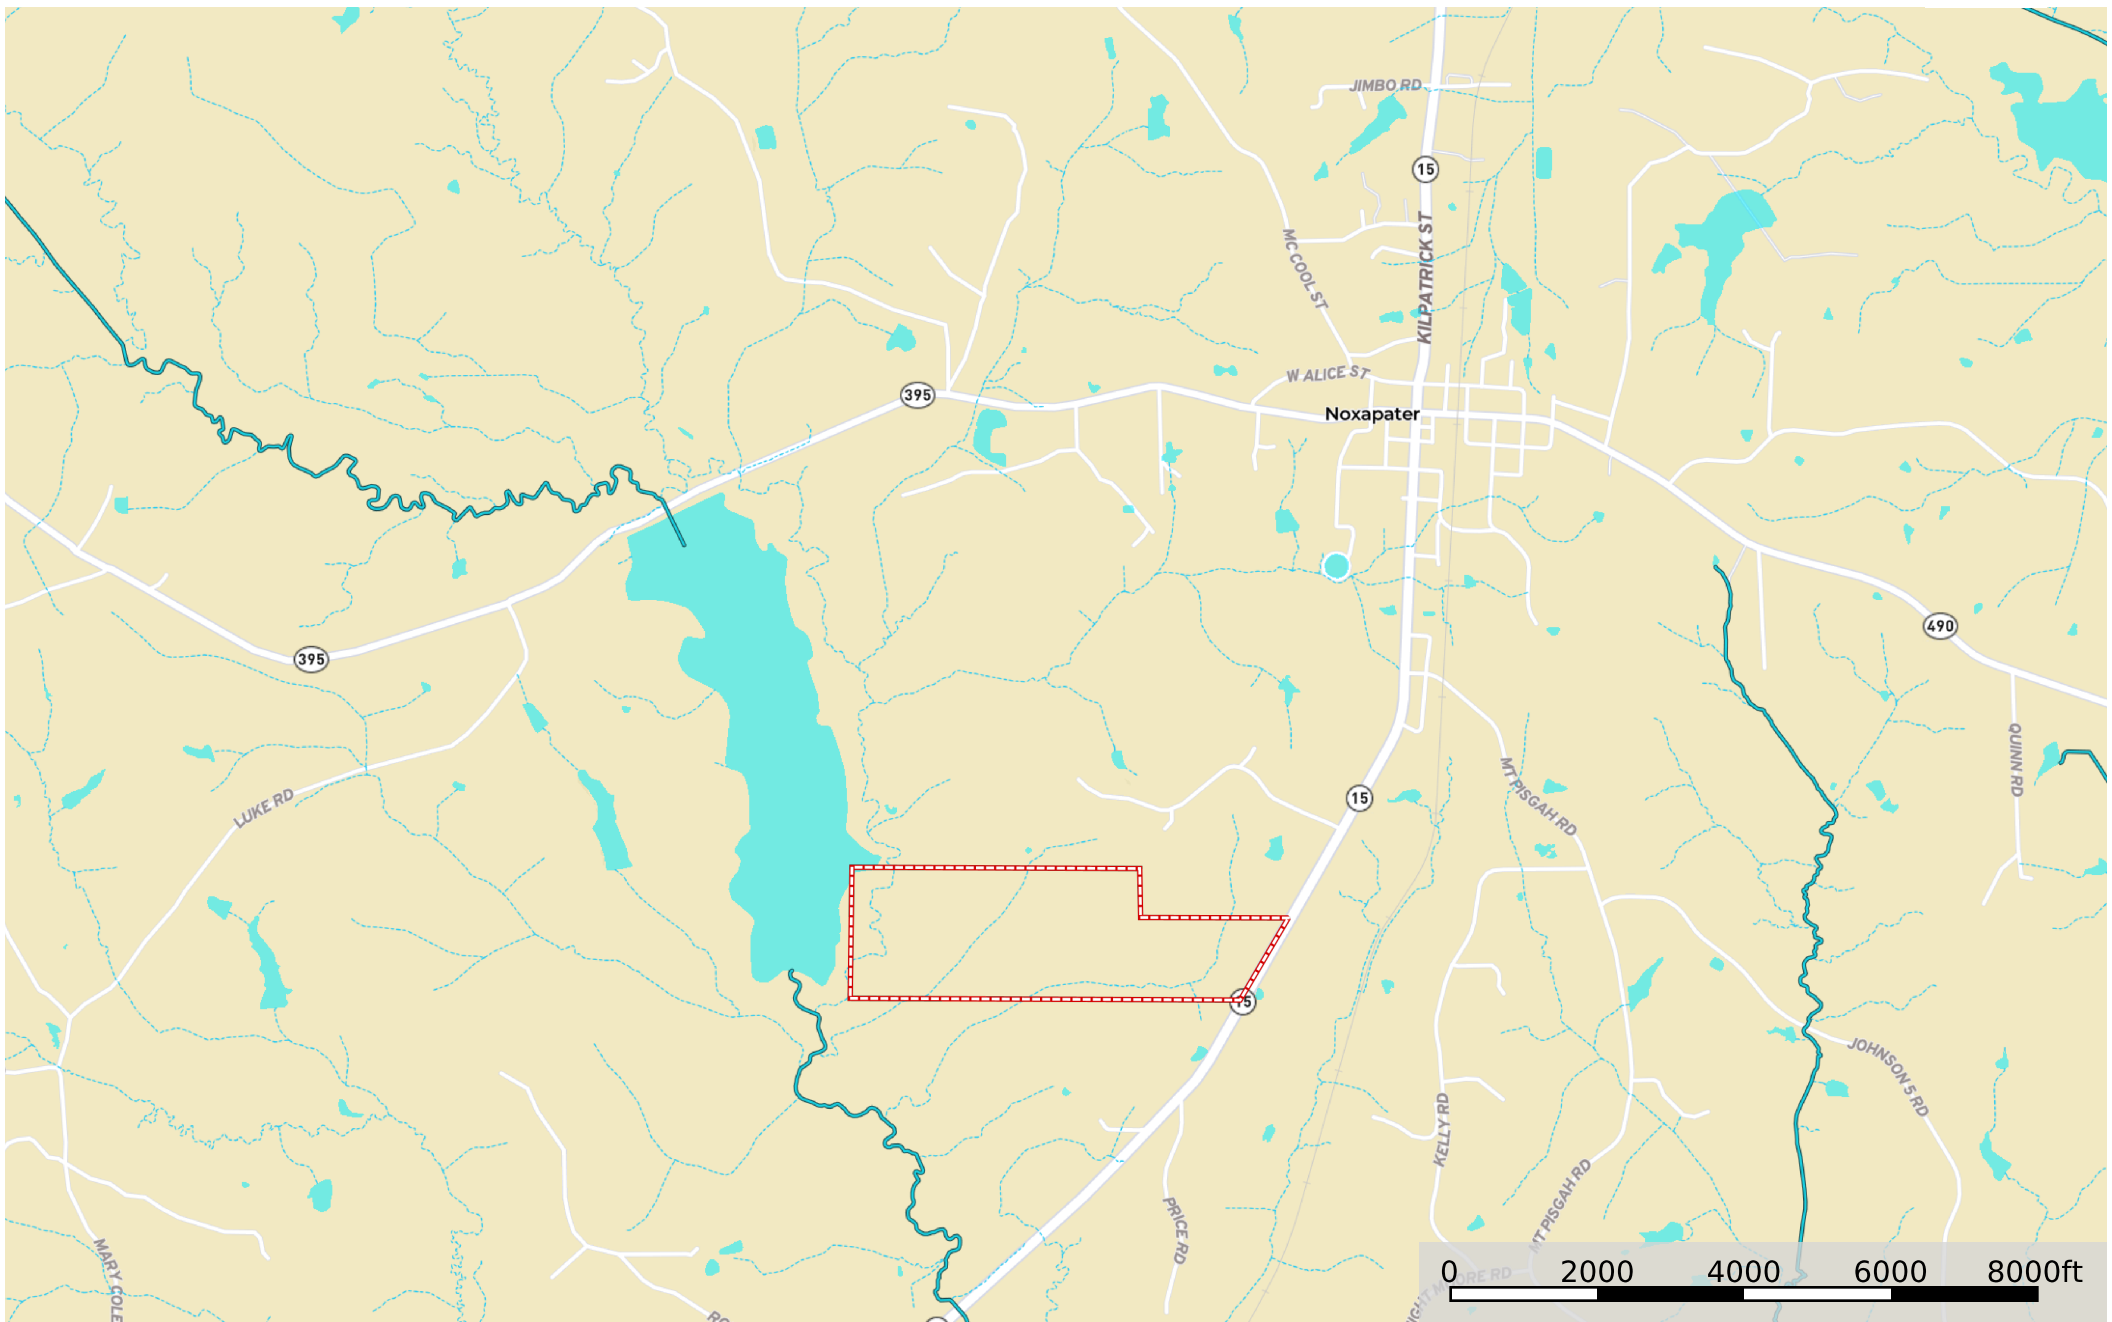 JIMBO RD
15
KILPATRICK ST
MC COOL ST
W ALICE ST
395
Noxapater
490
395
QUINN RD
15
MT PISGAH RD
LUKE RD
15
JOHNSON 5 RD
KELLY RD
MT PISGAH RD
PRICE RD
MARY COLE
0 2000 4000 6000 8000ft